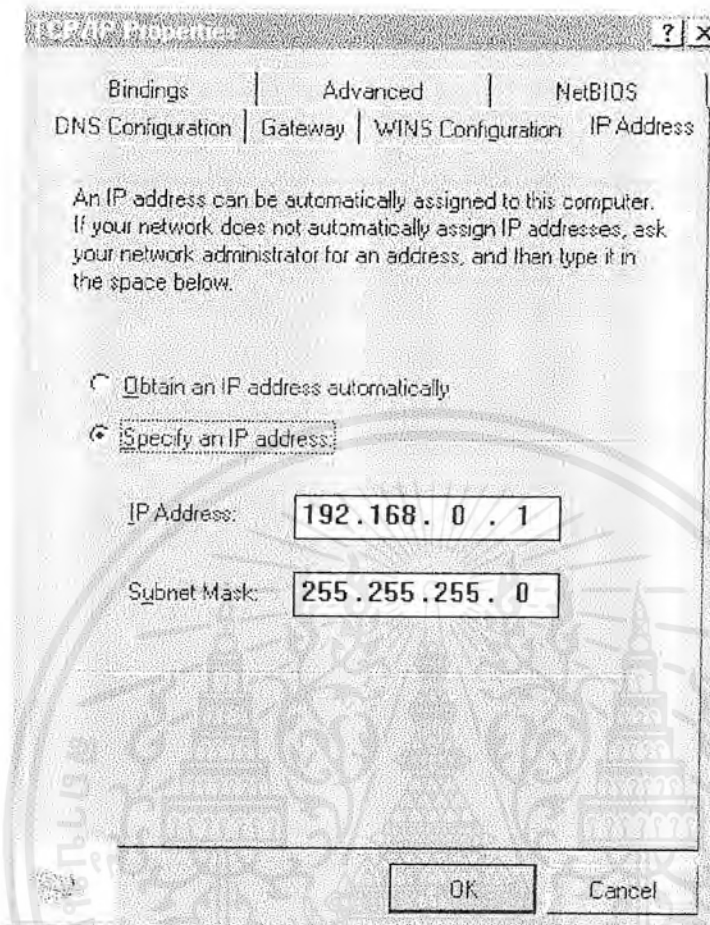 TCP/IP Properties ? ×
Bindings Advanced NetBIOS
DNS Configuration Gateway WINS Configuration IP Address
An IP address can be automatically assigned to this computer.
If your network does not automatically assign IP addresses, ask
your network administrator for an address, and then type it in
the space below.
Obtain an IP address automatically
Specify an IP address:
IP Address: 192.168. 0 . 1
Subnet Mask: 255.255.255. 0
OK Cancel